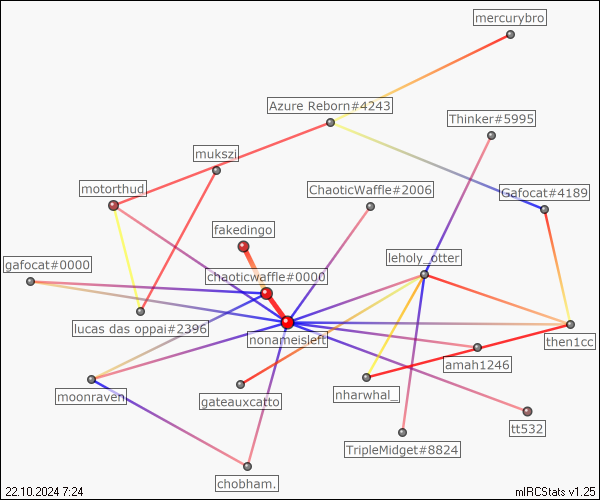 mercurybro
Azure Reborn#4243
Thinker#5995
mukszi
motorthud
ChaoticWaffle#2006
Gafocat#4189
fakedingo
leholy_otter
gafocat#0000
chaoticwaffle#0000
lucas das oppai#2396
nonameisleft
then1cc
amah1246
moonraven
gateauxcatto
nharwhal_
tt532
TripleMidget#8824
chobham.
22.10.2024 7:24
mIRCStats v1.25